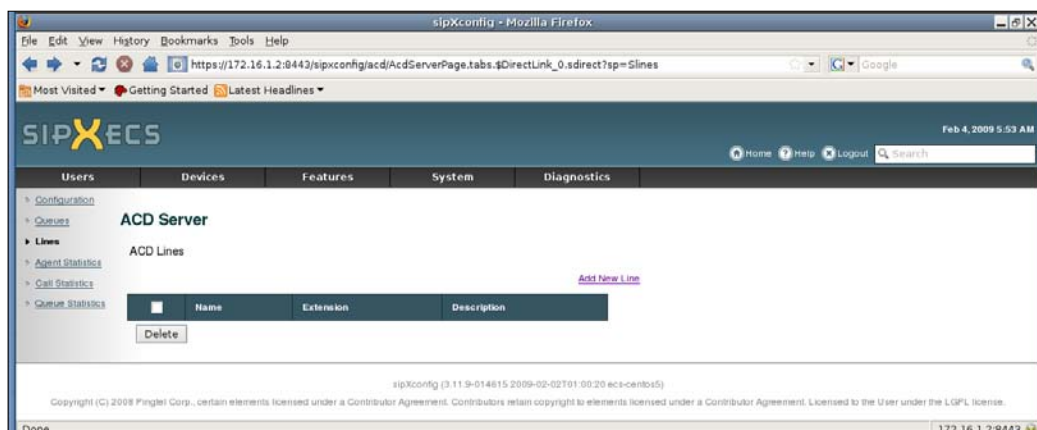 sipXconfig - Mozilla Firefox
File Edit View History Bookmarks Tools Help
https://172.16.1.2:8443/sipxconfig/acd/AcdServerPage.tabs.$DirectLink_0.sdirect?sp=Slines
Google
Most Visited Getting Started Latest Headlines
SIPXECS
Feb 4, 2009 5:53 AM
Home Help Logout Search
Users Devices Features System Diagnostics
Configuration
Queues
Lines
Agent Statistics
Call Statistics
Queue Statistics
ACD Server
ACD Lines
Add New Line
Name Extension Description
Delete
sipXconfig (3.11.9-014615 2009-02-02T01:00:20 ecs-centos5)
Copyright (C) 2008 Pingtel Corp., certain elements licensed under a Contributor Agreement. Contributors retain copyright to elements licensed under a Contributor Agreement. Licensed to the User under the LGPL license.
Done
172.16.1.2:8443